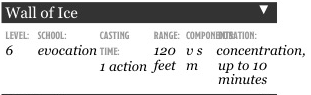 Wall of Ice ▼
LEVEL: SCHOOL: CASTING TIME: RANGE: COMPONENTS: DURATION:
6 evocation 1 action 120 feet v s m concentration, up to 10 minutes